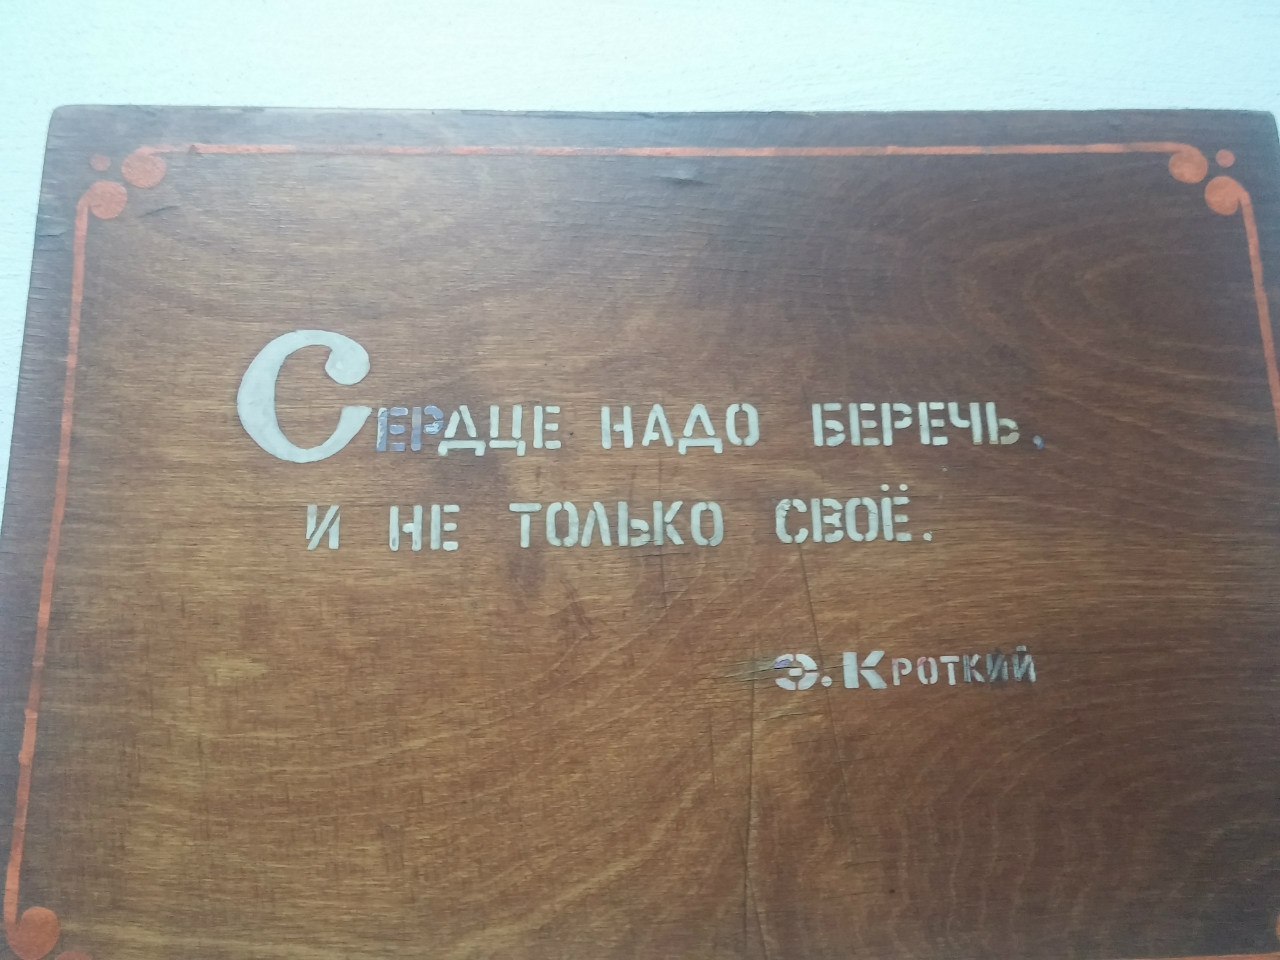 Сердце надо беречь,
и не только своё.
Э. Кроткий